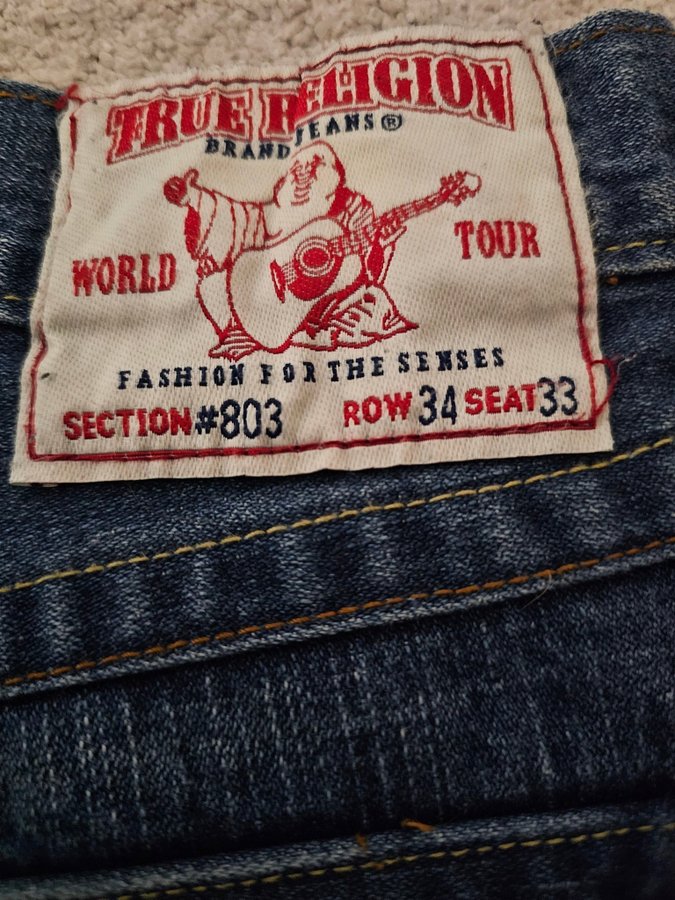 TRUE RELIGION
BRAND JEANS®
WORLD TOUR
FASHION FOR THE SENSES
SECTION#803 ROW 34 SEAT 33